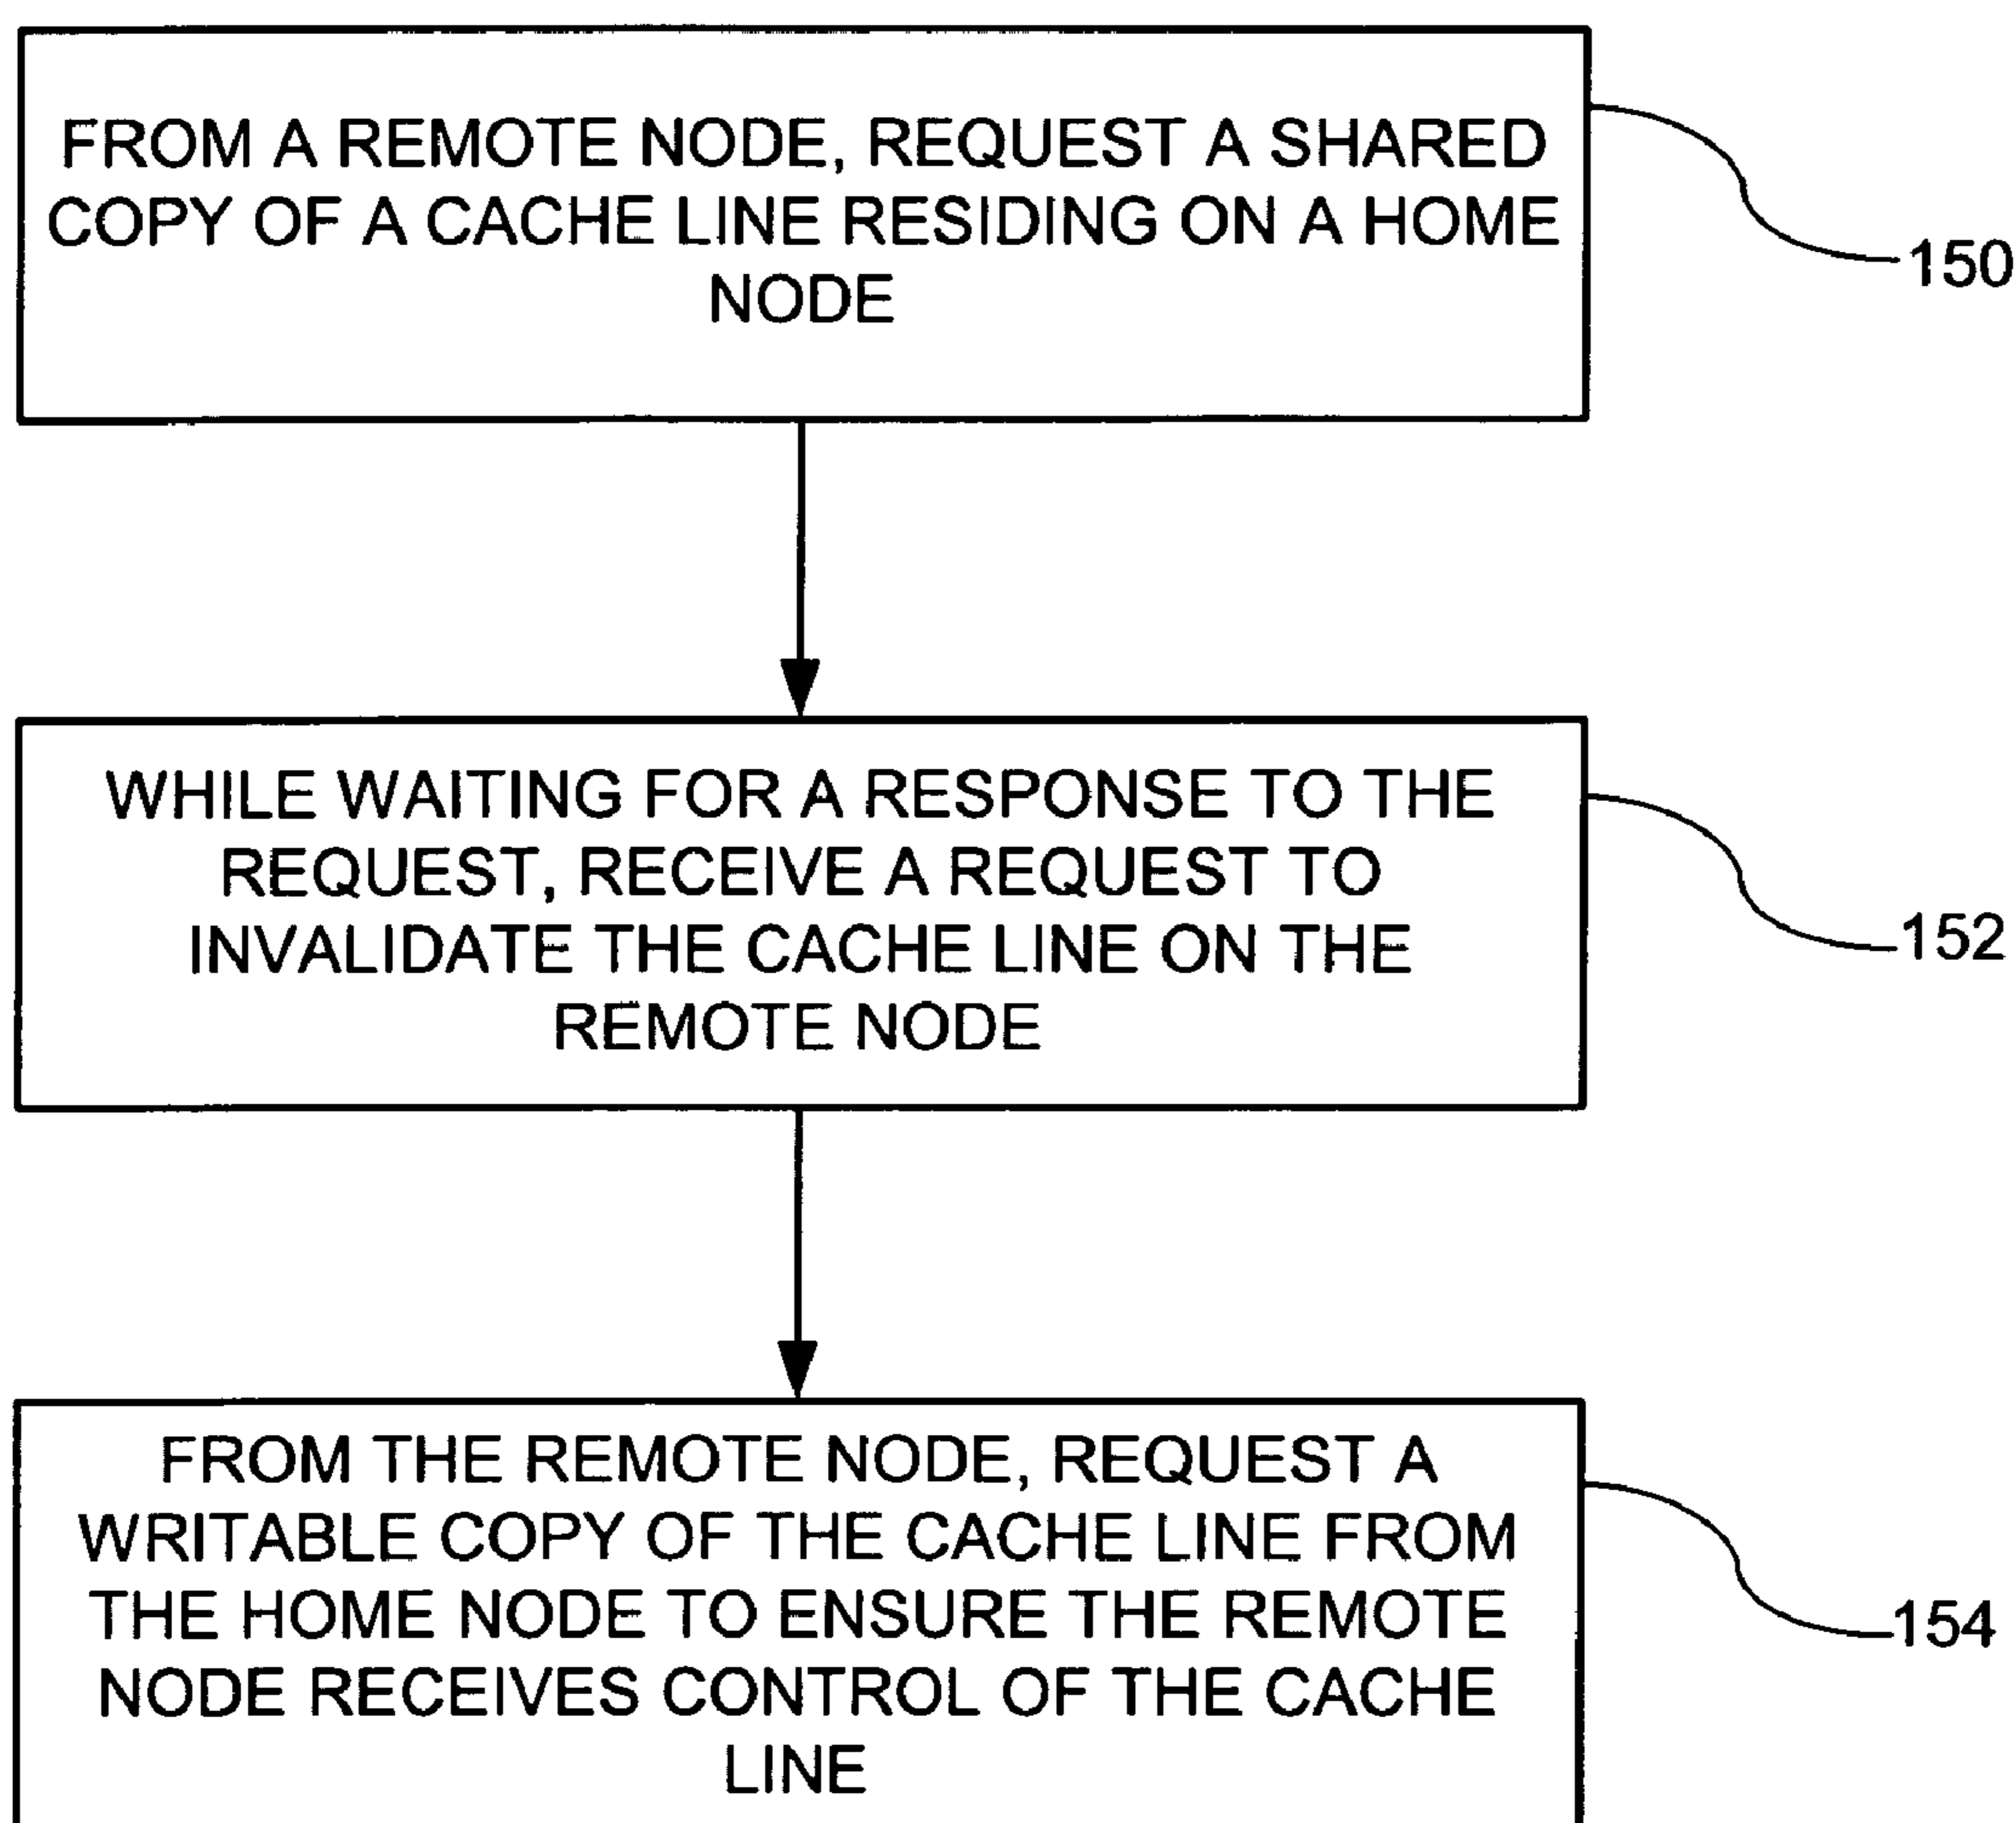 FROM A REMOTE NODE, REQUEST A SHARED
COPY OF A CACHE LINE RESIDING ON A HOME
NODE
150
WHILE WAITING FOR A RESPONSE TO THE
REQUEST, RECEIVE A REQUEST TO
INVALIDATE THE CACHE LINE ON THE
REMOTE NODE
152
FROM THE REMOTE NODE, REQUEST A
WRITABLE COPY OF THE CACHE LINE FROM
THE HOME NODE TO ENSURE THE REMOTE
NODE RECEIVES CONTROL OF THE CACHE
LINE
154